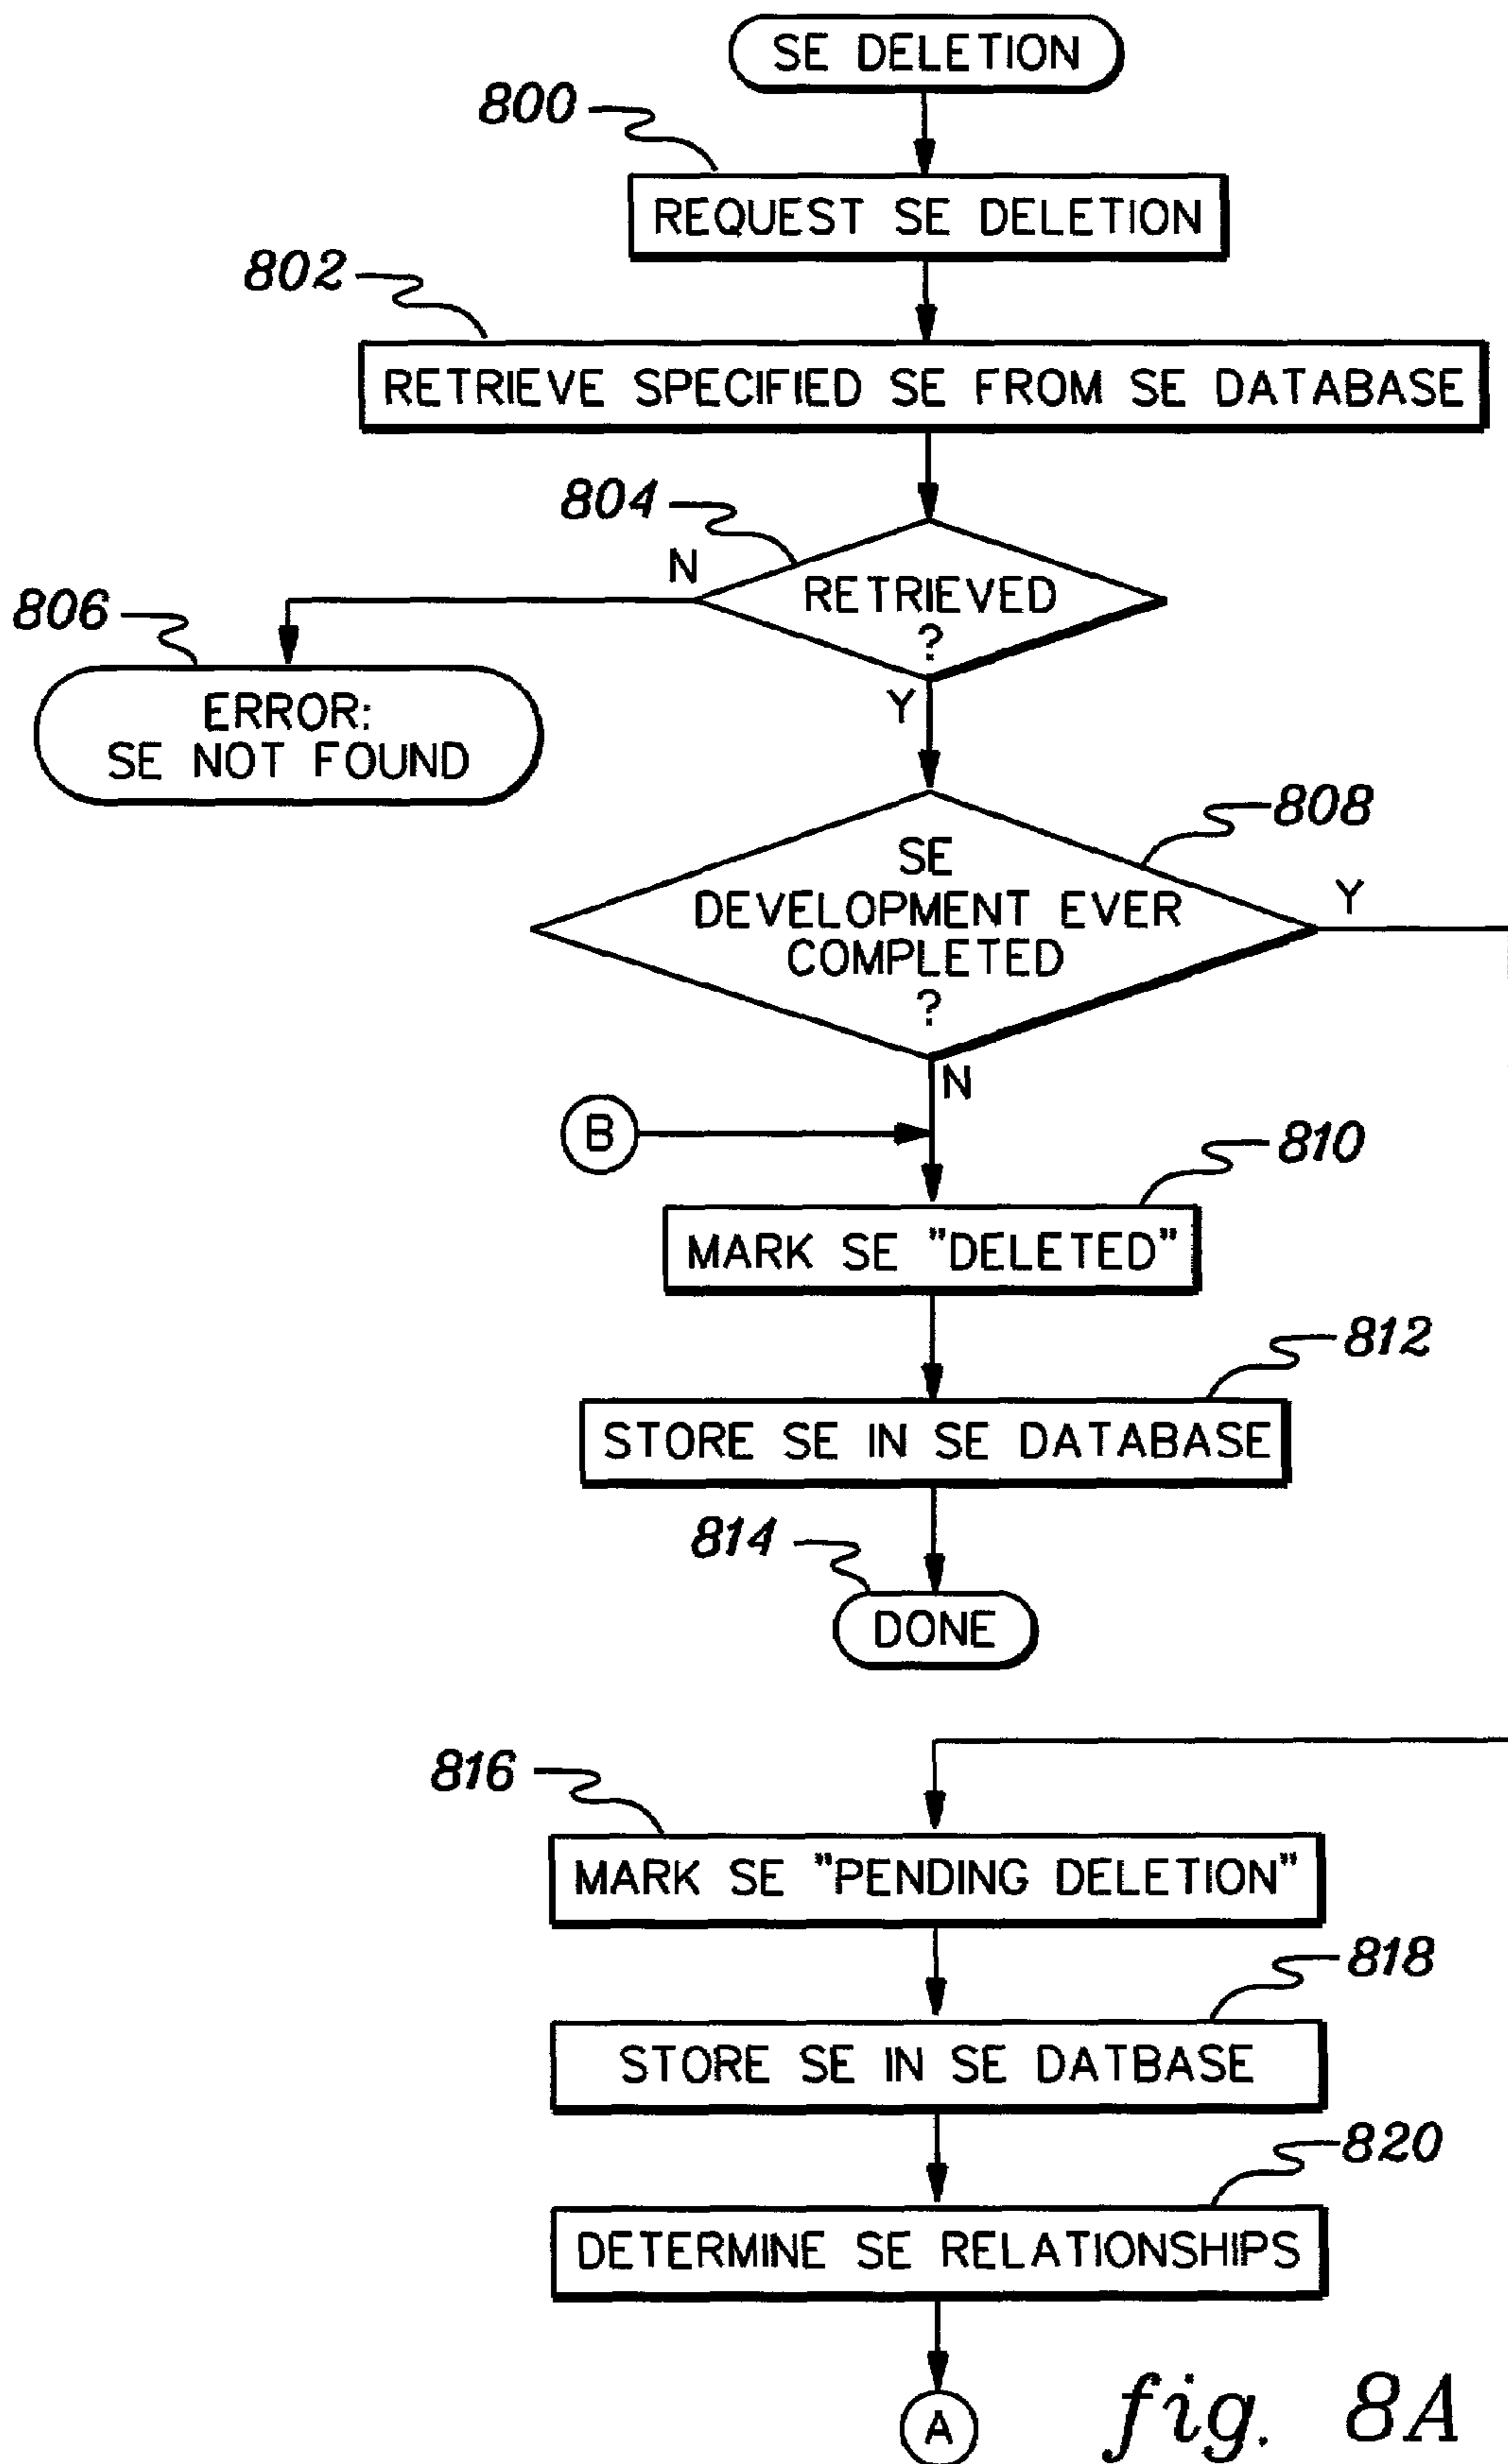 SE DELETION
800
REQUEST SE DELETION
802
RETRIEVE SPECIFIED SE FROM SE DATABASE
804
N
RETRIEVED
?
806
Y
ERROR:
SE NOT FOUND
808
SE
DEVELOPMENT EVER
COMPLETED
?
Y
N
B
810
MARK SE "DELETED"
812
STORE SE IN SE DATABASE
814
DONE
816
MARK SE "PENDING DELETION"
818
STORE SE IN SE DATBASE
820
DETERMINE SE RELATIONSHIPS
A
fig. 8A